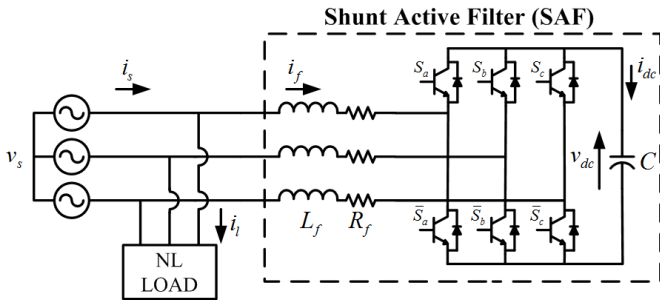 Shunt Active Filter (SAF)
i_s
i_f
S_a
S_b
S_c
i_dc
v_s
v_dc
C
S̄_a
S̄_b
S̄_c
i_l
L_f
R_f
NL
LOAD